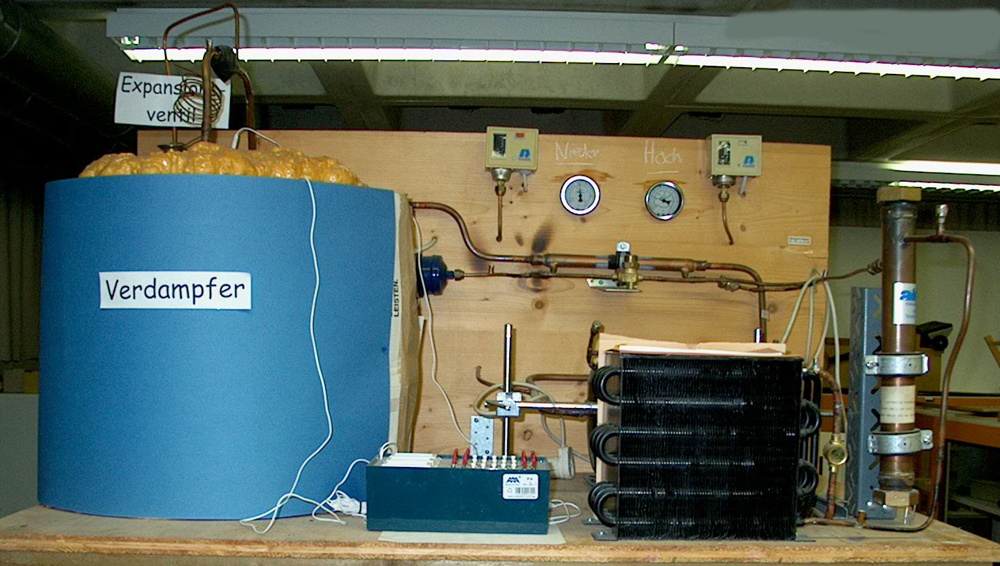 Expansions-
ventil
Nieder
Hoch
Verdampfer
LEISTEN.